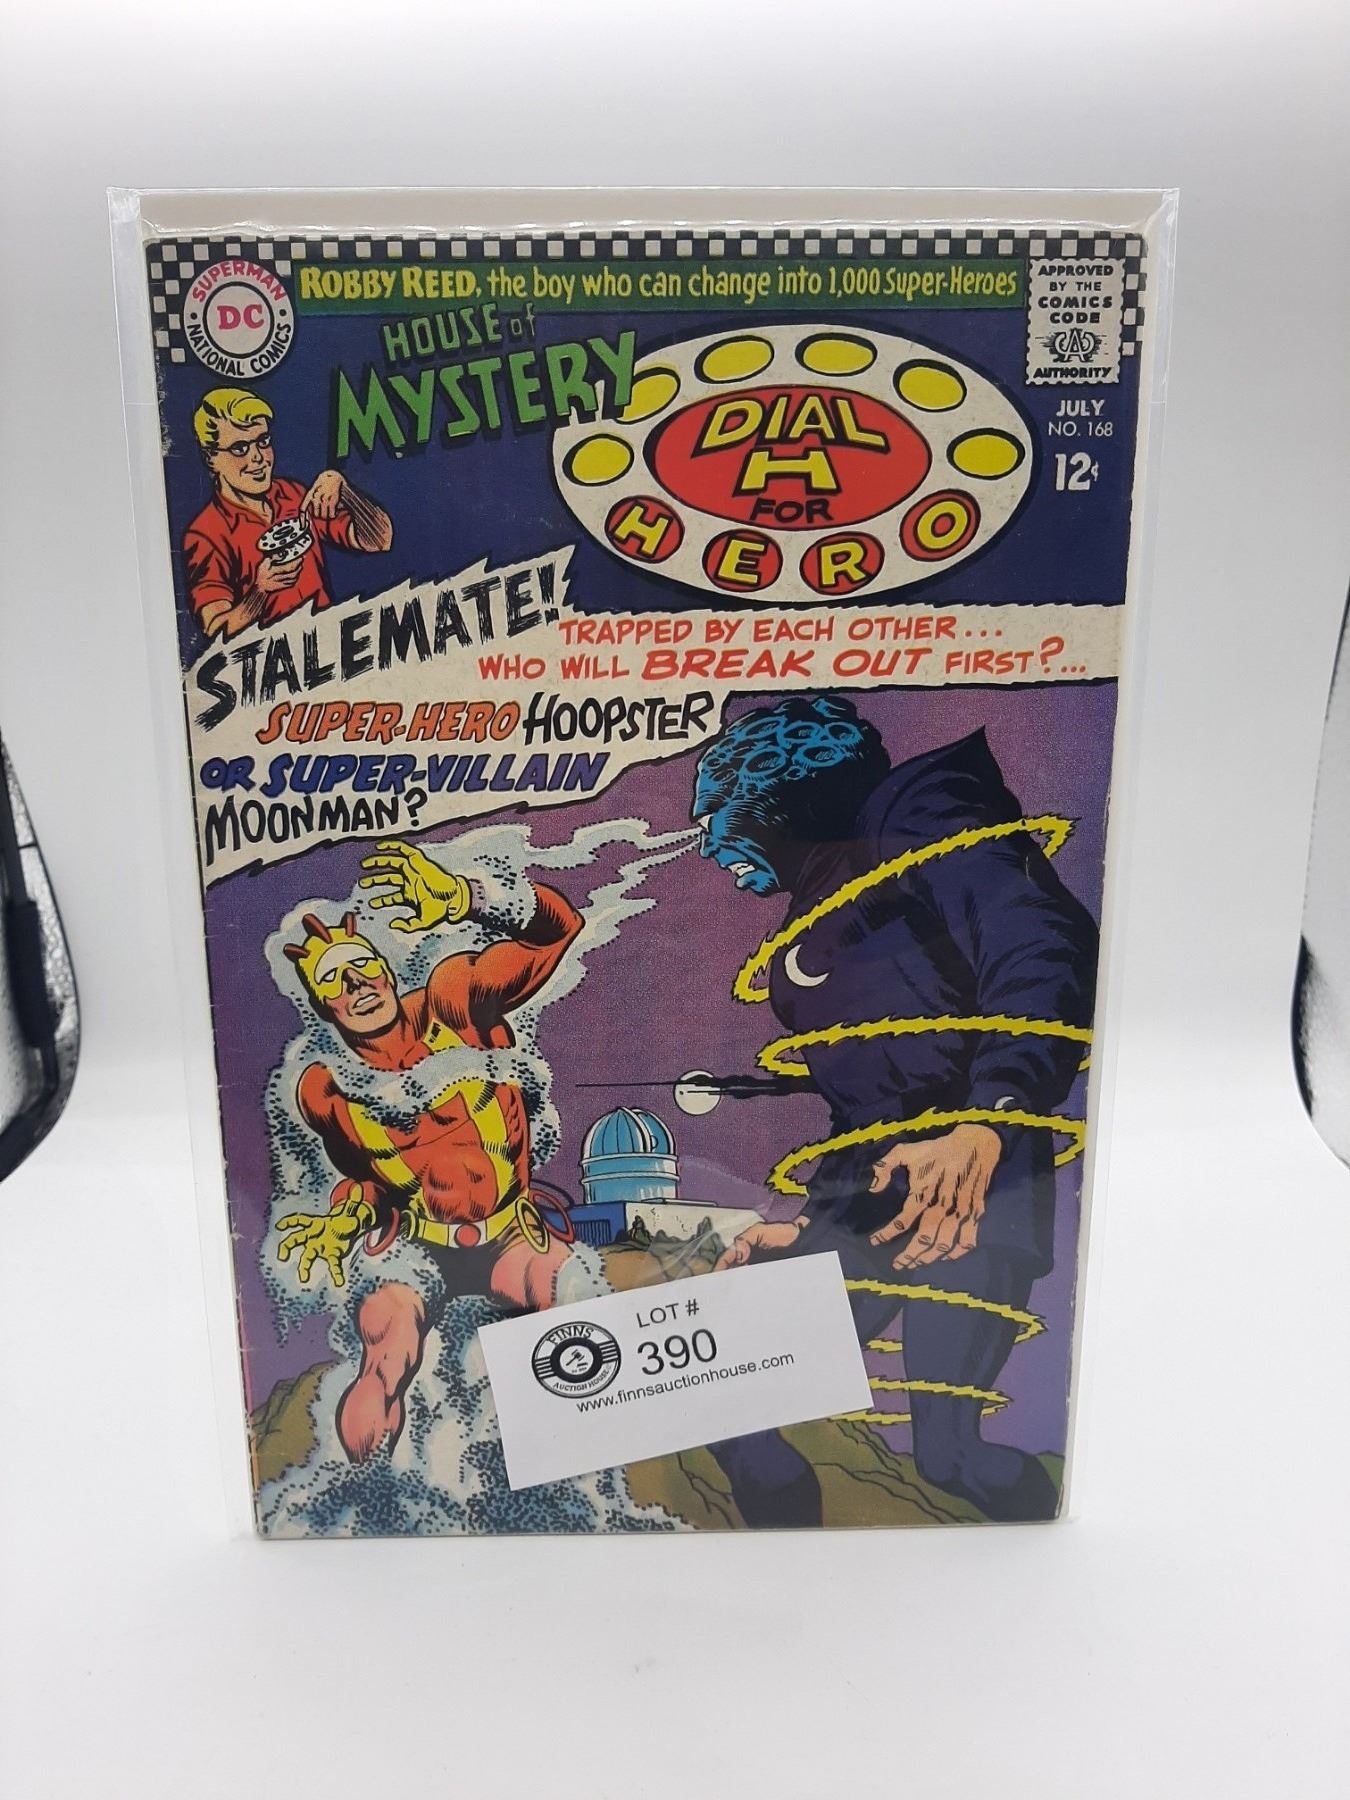 SUPERMAN
DC
NATIONAL COMICS
ROBBY REED, the boy who can change into 1,000 Super-Heroes
APPROVED
BY THE
COMICS
CODE
CA
AUTHORITY
HOUSE of
MYSTERY
DIAL
H
FOR
HERO
JULY
NO. 168
12¢
STALEMATE!
TRAPPED BY EACH OTHER...
WHO WILL BREAK OUT FIRST?...
SUPER-HERO HOOPSTER
OR SUPER-VILLAIN
MOONMAN?
LOT #
390
FINNS
AUCTION HOUSE
www.finnsauctionhouse.com